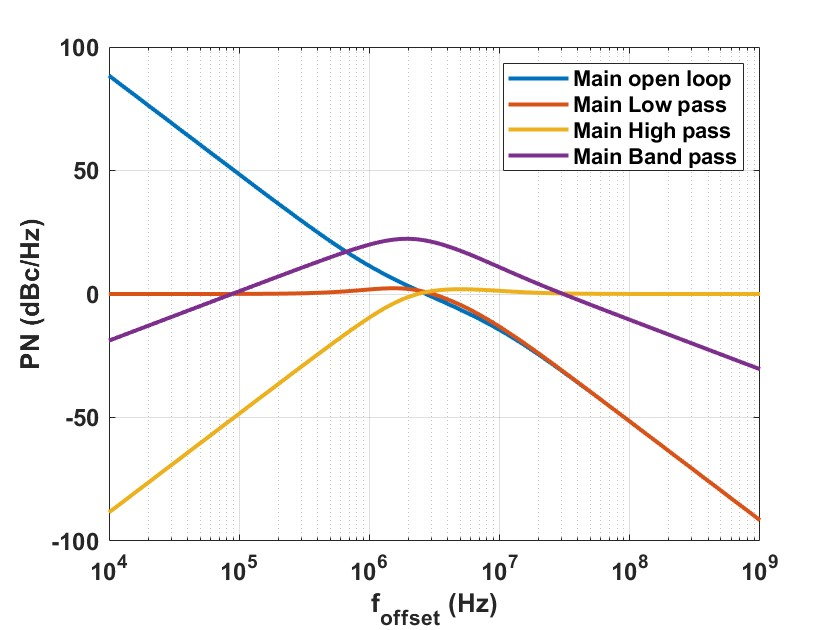 100
50
0
-50
-100
PN (dBc/Hz)
Main open loop
Main Low pass
Main High pass
Main Band pass
10^4 10^5 10^6 10^7 10^8 10^9
f_offset (Hz)